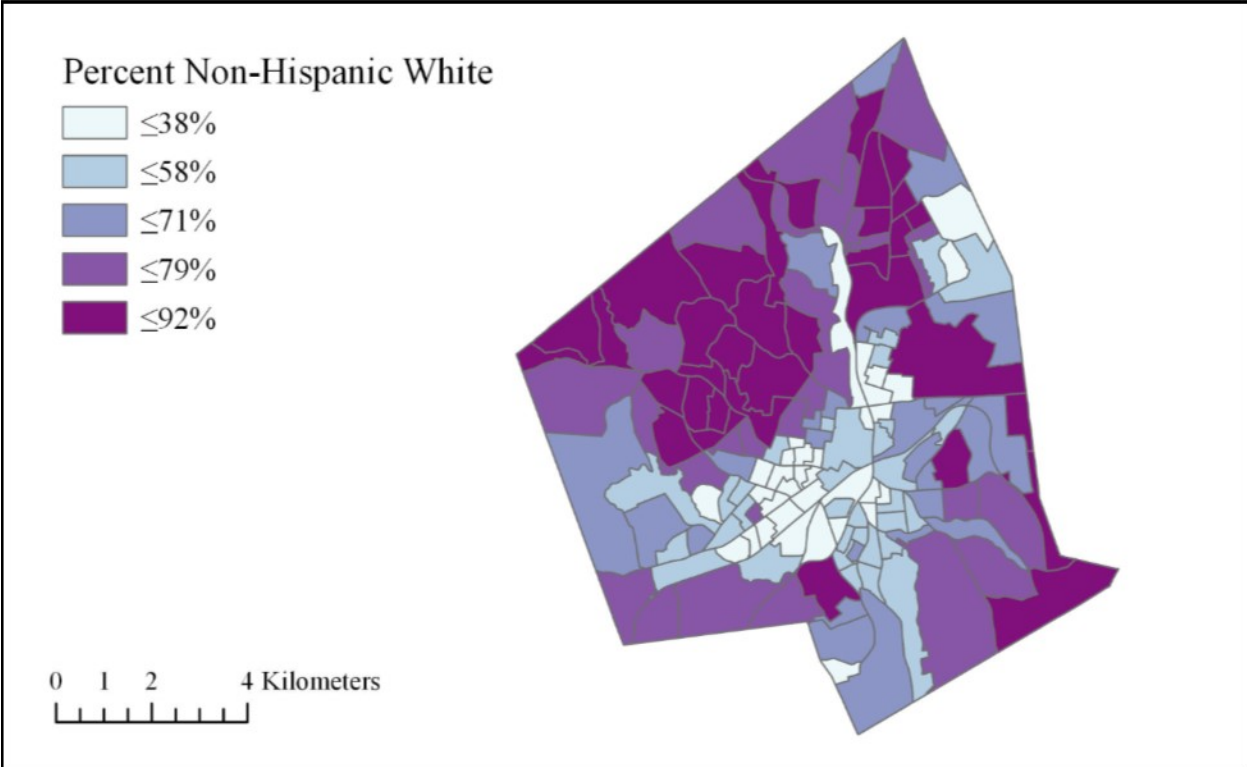 Percent Non-Hispanic White
≤38%
≤58%
≤71%
≤79%
≤92%
0 1 2 4 Kilometers